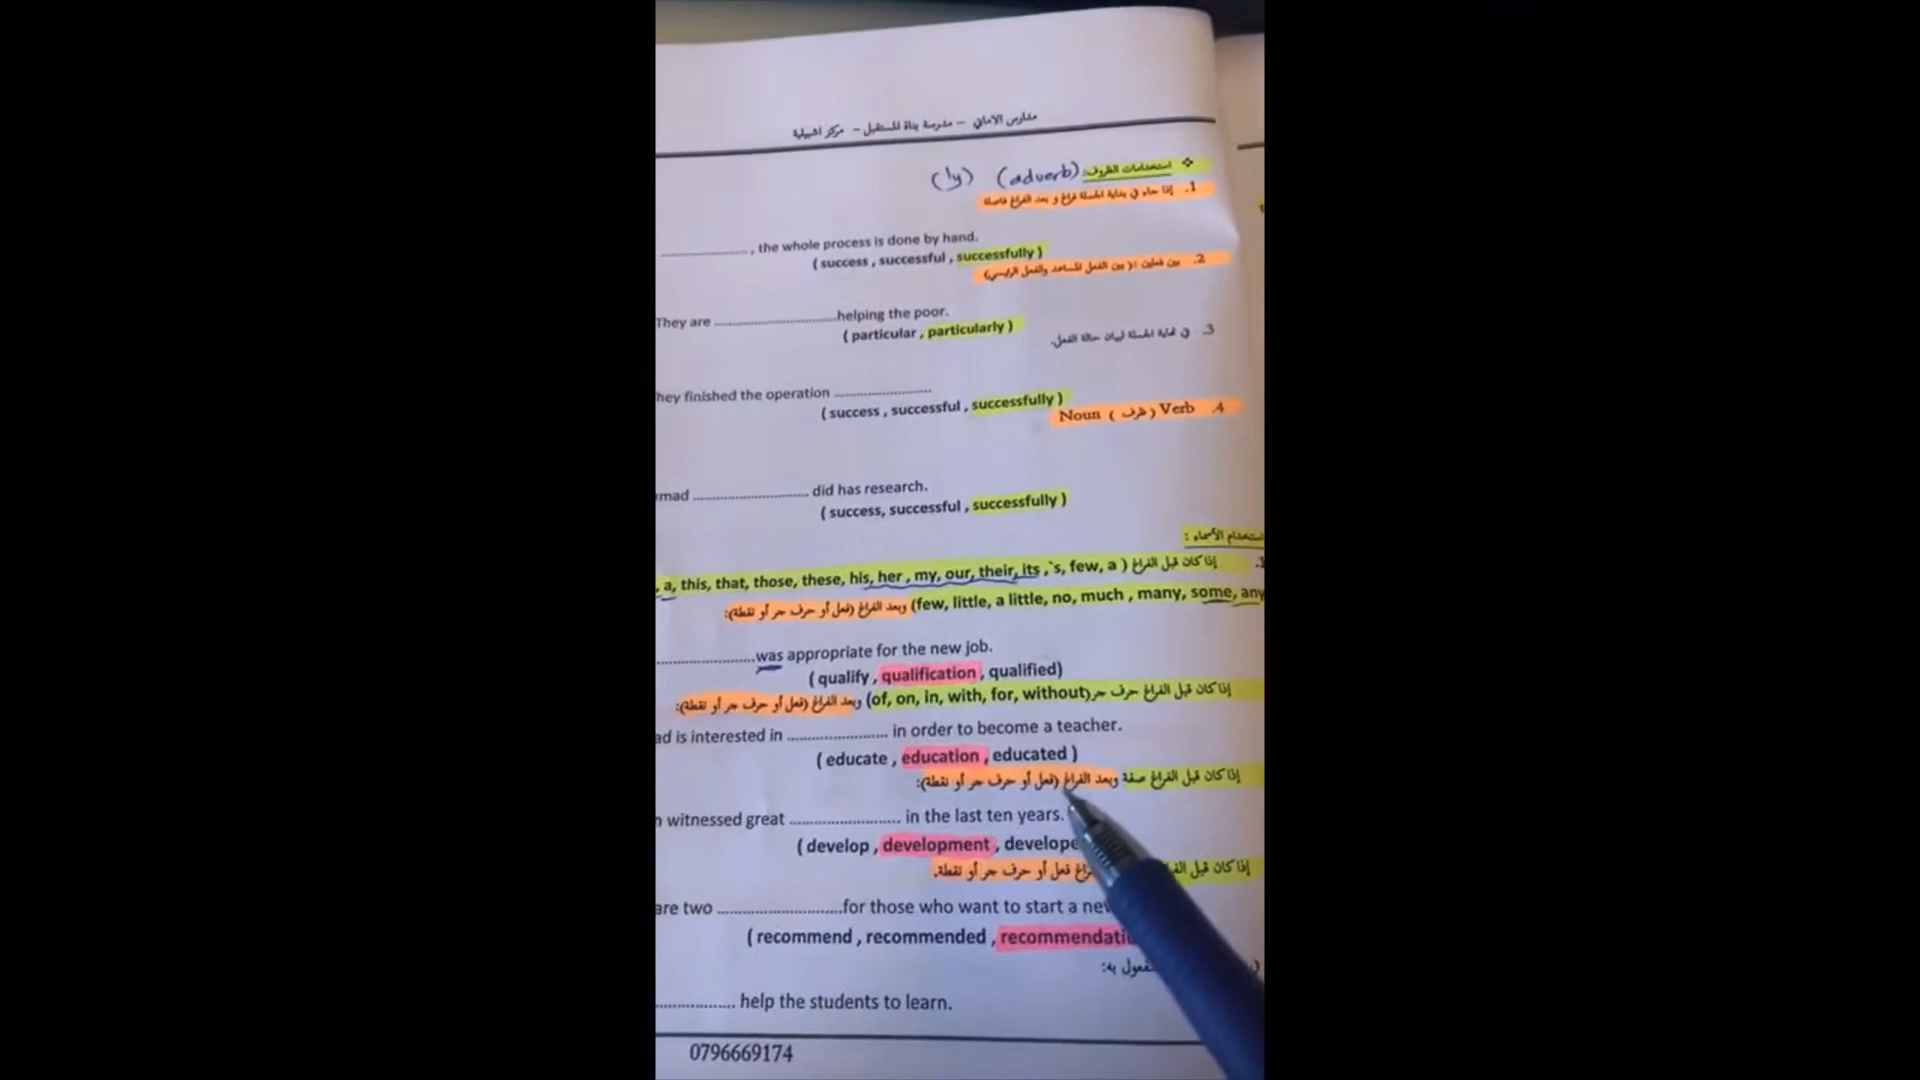 مدارس الاماني – مدرسة بناة المستقبل – مركز اشبيلية
❖ استخدامات الظروف: (adverb) (ly)
1. إذا جاء في بداية الجملة فراغ و بعد الفراغ فاصلة
...................... , the whole process is done by hand.
( success , successful , successfully )
2. بين فعلين :( بين الفعل المساعد والفعل الرئيسي)
They are ..............................helping the poor.
( particular , particularly )
3. في نهاية الجملة لبيان حالة الفعل.
hey finished the operation ........................
( success , successful , successfully )
4. Noun ( ظرف ) Verb
mad ............................ did has research.
( success, successful , successfully )
استخدام الأسماء :
إذا كان قبل الفراغ ( , a, this, that, those, these, his, her , my, our, their, its ,`s, few, a
few, little, a little, no, much , many, some, any) وبعد الفراغ (فعل أو حرف جر أو نقطة):
........................was appropriate for the new job.
( qualify , qualification , qualified)
إذا كان قبل الفراغ حرف جر(of, on, in, with, for, without) وبعد الفراغ (فعل أو حرف جر أو نقطة):
ad is interested in ........................ in order to become a teacher.
( educate , education , educated )
إذا كان قبل الفراغ صفة وبعد الفراغ (فعل أو حرف جر أو نقطة):
witnessed great ........................... in the last ten years.
( develop , development , develope
إذا كان قبل فعل أو حرف جر أو نقطة.
are two ..............................for those who want to start a
( recommend , recommended , recommendati
به:
................... help the students to learn.
0796669174